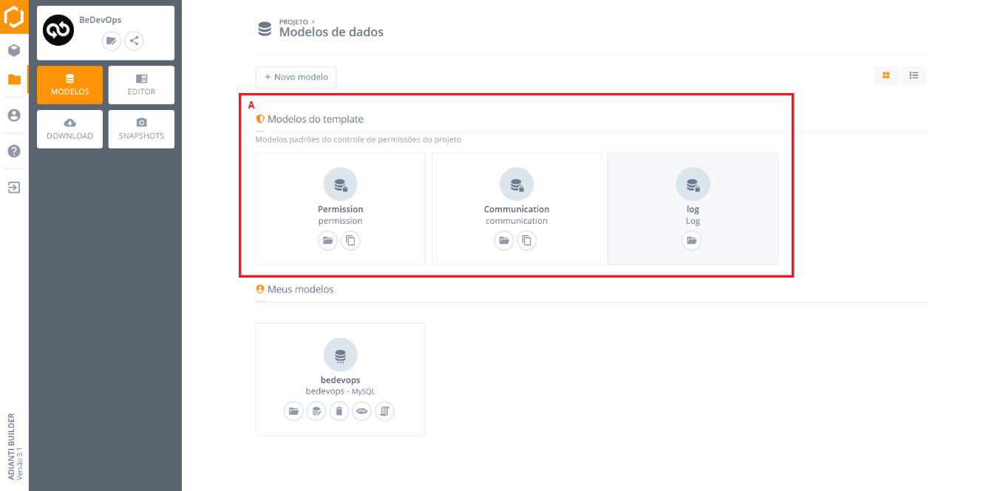 BeDevOps
MODELOS
EDITOR
DOWNLOAD
SNAPSHOTS
ADIANTI BUILDER
Versão 3.1
PROJETO ›
Modelos de dados
+ Novo modelo
A
Modelos do template
Modelos padrões do controle de permissões do projeto
Permission
permission
Communication
communication
log
Log
Meus modelos
bedevops
bedevops - MySQL
php